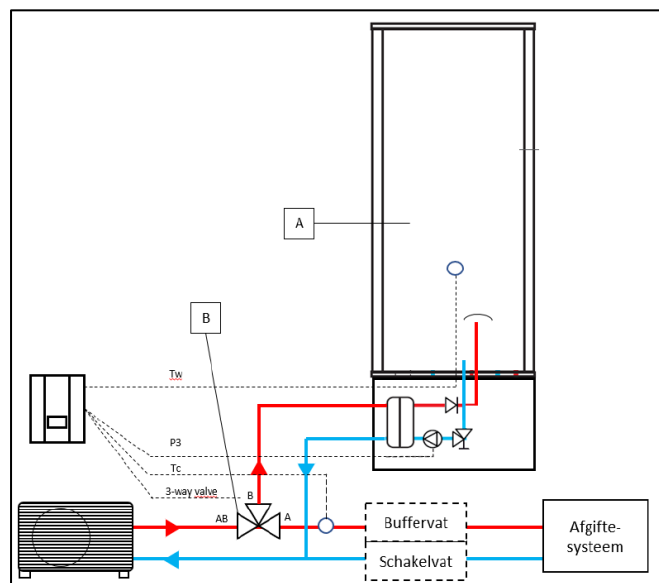 A
B
Tw
P3
Tc
3-way valve
B
AB
A
Buffervat
Schakelvat
Afgifte-
systeem